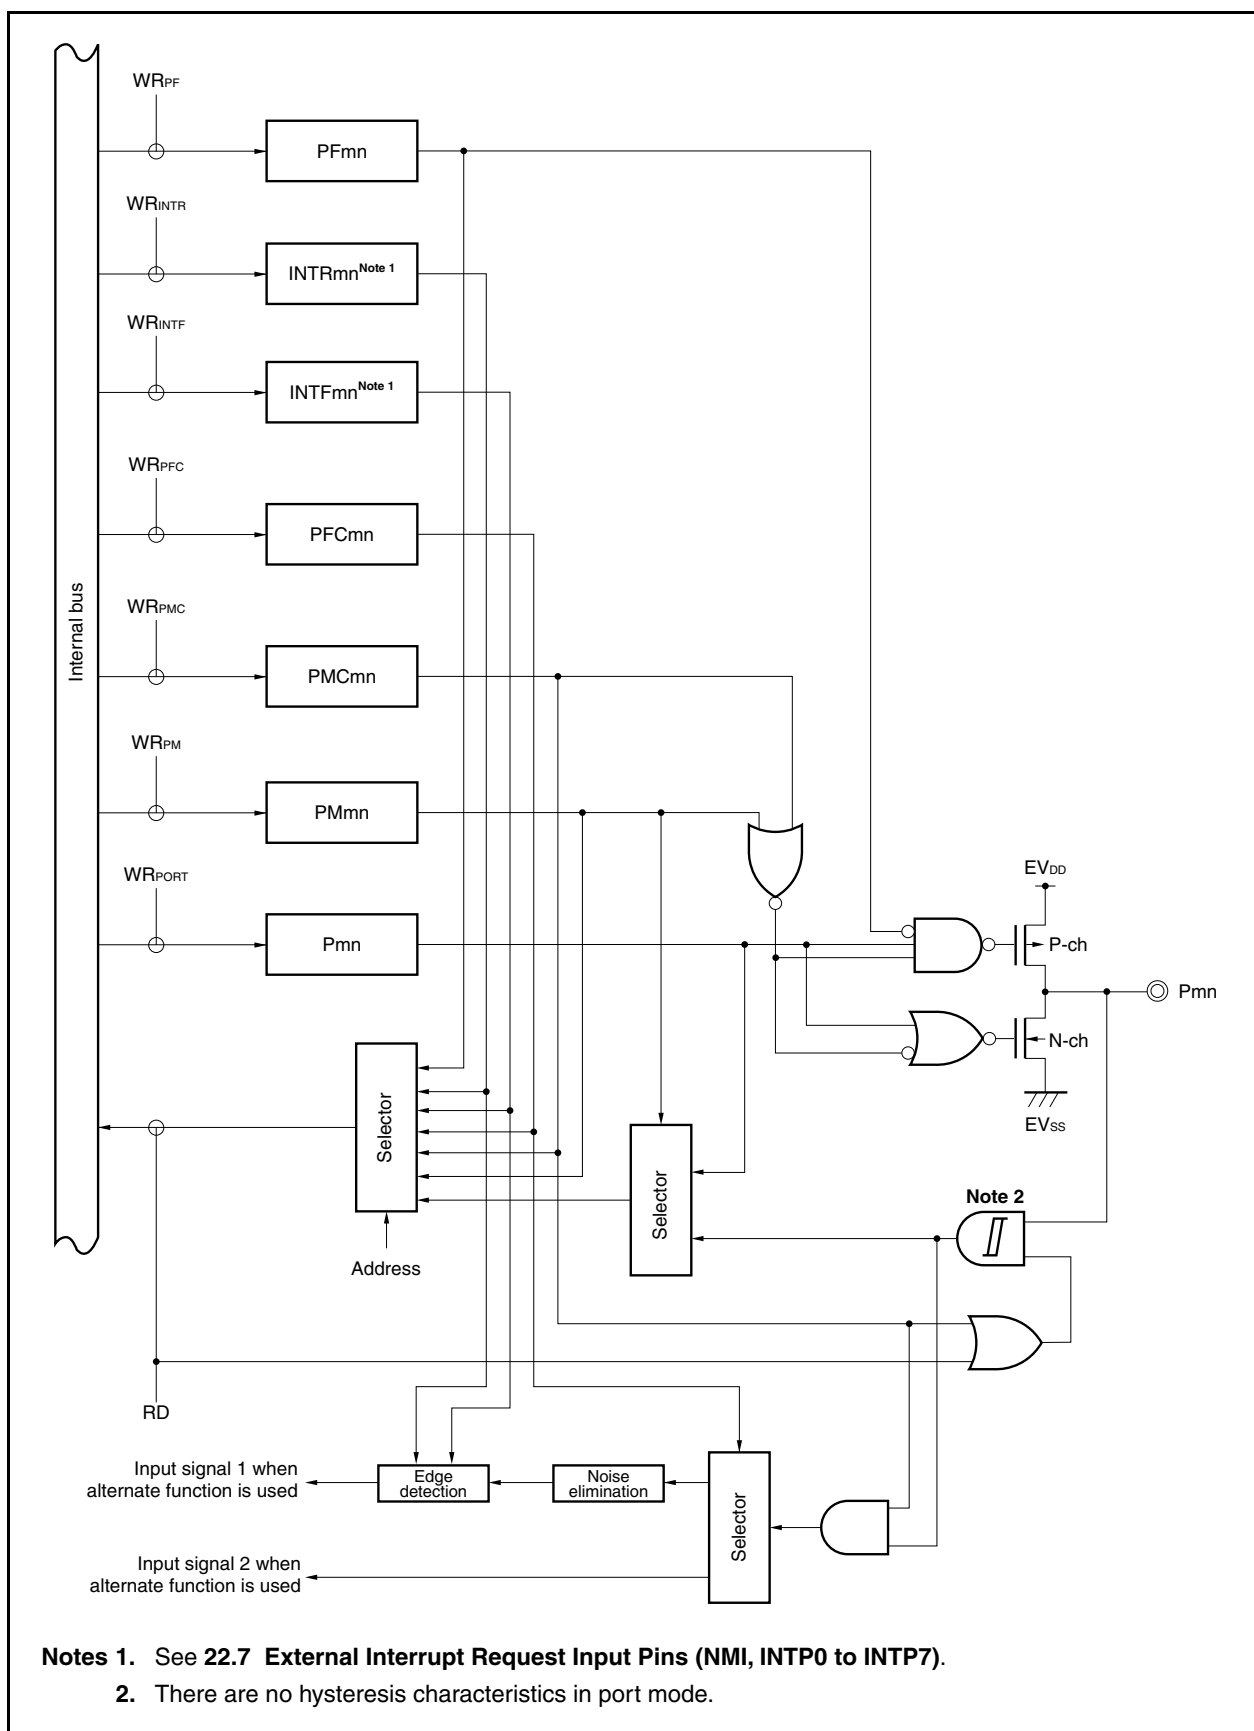 WRPF
PFmn
WRINTR
INTRmnNote 1
WRINTF
INTFmnNote 1
WRPFC
PFCmn
Internal bus
WRPMC
PMCmn
WRPM
PMmn
WRPORT
Pmn
EVDD
P-ch
Pmn
N-ch
EVSS
Selector
Selector
Note 2
Address
RD
Input signal 1 when
alternate function is used
Edge
detection
Noise
elimination
Selector
Input signal 2 when
alternate function is used
Notes 1. See 22.7 External Interrupt Request Input Pins (NMI, INTP0 to INTP7).
2. There are no hysteresis characteristics in port mode.